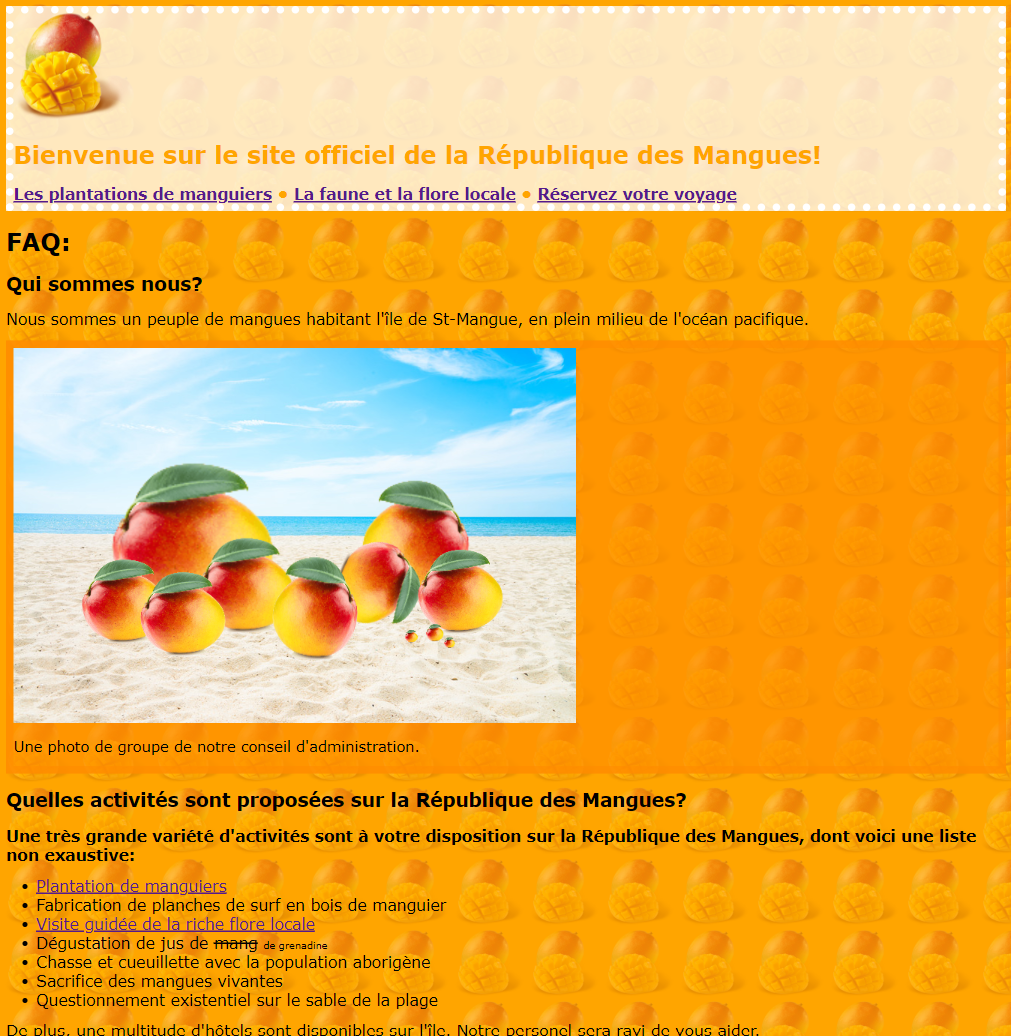 Bienvenue sur le site officiel de la République des Mangues!
Les plantations de manguiers • La faune et la flore locale • Réservez votre voyage
FAQ:
Qui sommes nous?
Nous sommes un peuple de mangues habitant l'île de St-Mangue, en plein milieu de l'océan pacifique.
Une photo de groupe de notre conseil d'administration.
Quelles activités sont proposées sur la République des Mangues?
Une très grande variété d'activités sont à votre disposition sur la République des Mangues, dont voici une liste
non exaustive:
• Plantation de manguiers
• Fabrication de planches de surf en bois de manguier
• Visite guidée de la riche flore locale
• Dégustation de jus de mang de grenadine
• Chasse et cueuillette avec la population aborigène
• Sacrifice des mangues vivantes
• Questionnement existentiel sur le sable de la plage
De plus, une multitude d'hôtels sont disponibles sur l'île. Notre personel sera ravi de vous aider.